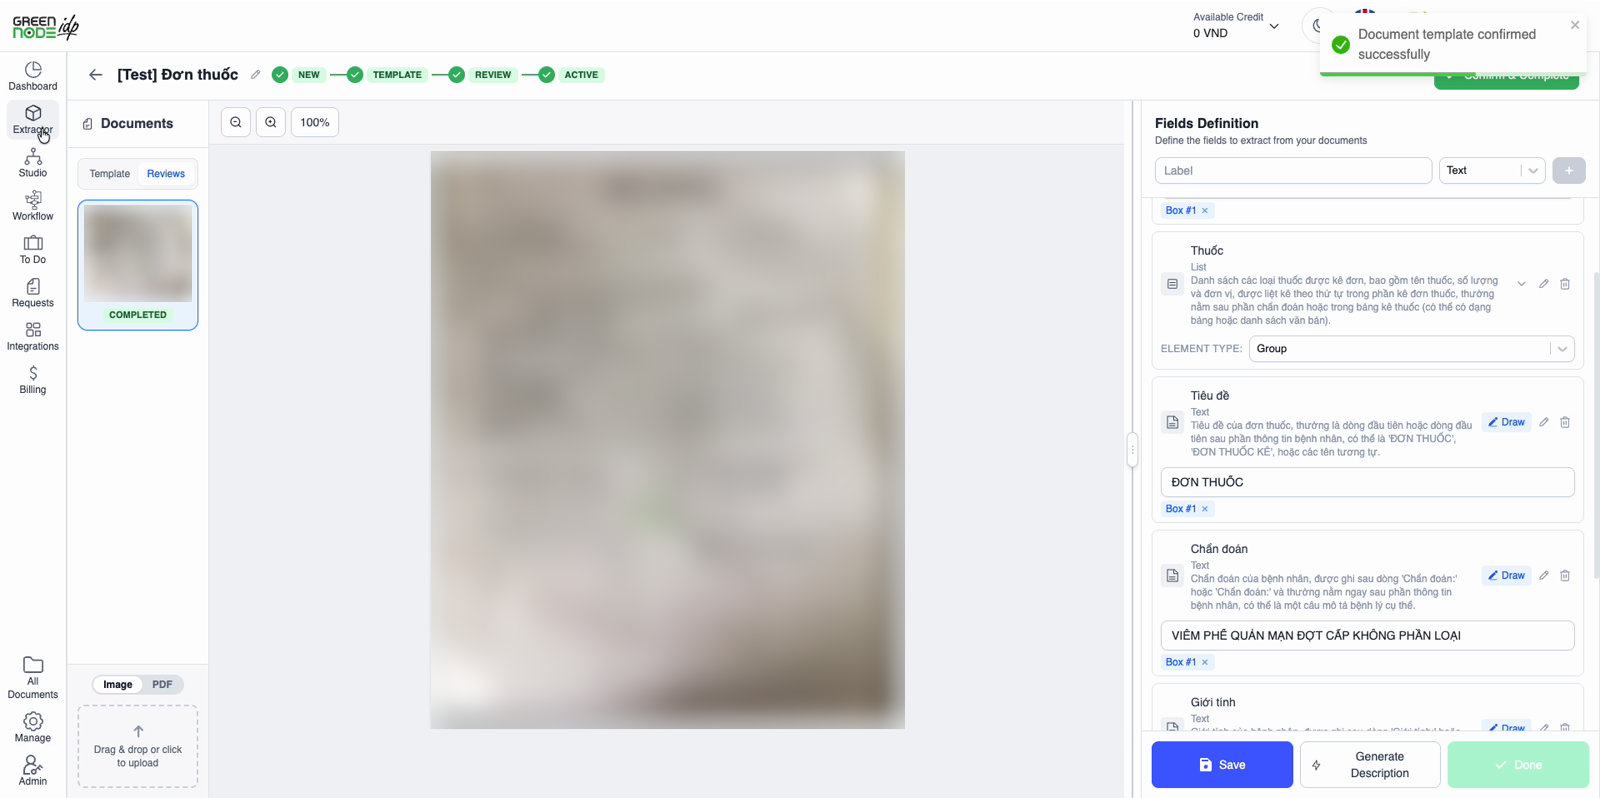 GREEN
NODE idp
Available Credit
0 VND
Document template confirmed
successfully
[Test] Đơn thuốc
NEW
TEMPLATE
REVIEW
ACTIVE
Confirm & Complete
Dashboard
Extractor
Studio
Workflow
To Do
Requests
Integrations
Billing
All
Documents
Manage
Admin
Documents
Template
Reviews
COMPLETED
Image
PDF
Drag & drop or click
to upload
100%
Fields Definition
Define the fields to extract from your documents
Label
Text
Box #1 ×
Thuốc
List
Danh sách các loại thuốc được kê đơn, bao gồm tên thuốc, số lượng
và đơn vị, được liệt kê theo thứ tự trong phần kê đơn thuốc, thường
nằm sau phần chẩn đoán hoặc trong bảng kê thuốc (có thể có dạng
bảng hoặc danh sách văn bản).
ELEMENT TYPE:
Group
Tiêu đề
Text
Tiêu đề của đơn thuốc, thường là dòng đầu tiên hoặc dòng đầu
tiên sau phần thông tin bệnh nhân, có thể là 'ĐƠN THUỐC',
'ĐƠN THUỐC KÊ', hoặc các tên tương tự.
Draw
ĐƠN THUỐC
Box #1 ×
Chẩn đoán
Text
Chẩn đoán của bệnh nhân, được ghi sau dòng 'Chẩn đoán:'
hoặc 'Chẩn đoán:' và thường nằm ngay sau phần thông tin
bệnh nhân, có thể là một câu mô tả bệnh lý cụ thể.
Draw
VIÊM PHẾ QUẢN MẠN ĐỢT CẤP KHÔNG PHẦN LOẠI
Box #1 ×
Giới tính
Text
Draw
Save
Generate
Description
Done